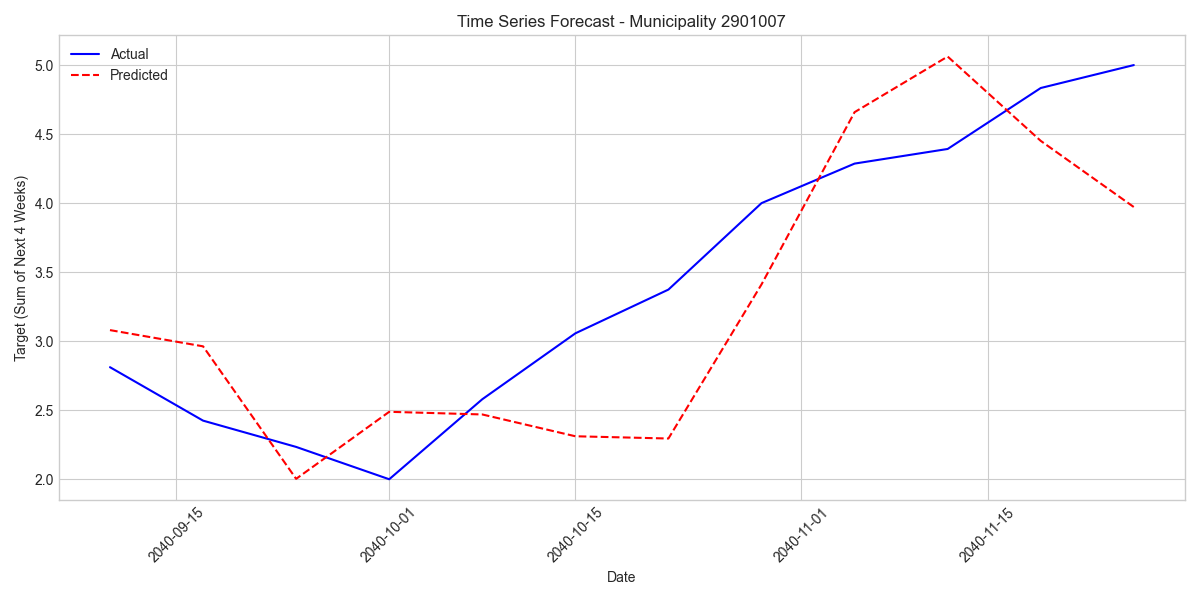 Time Series Forecast - Municipality 2901007
Actual
Predicted
Target (Sum of Next 4 Weeks)
5.0
4.5
4.0
3.5
3.0
2.5
2.0
2040-09-15
2040-10-01
2040-10-15
2040-11-01
2040-11-15
Date